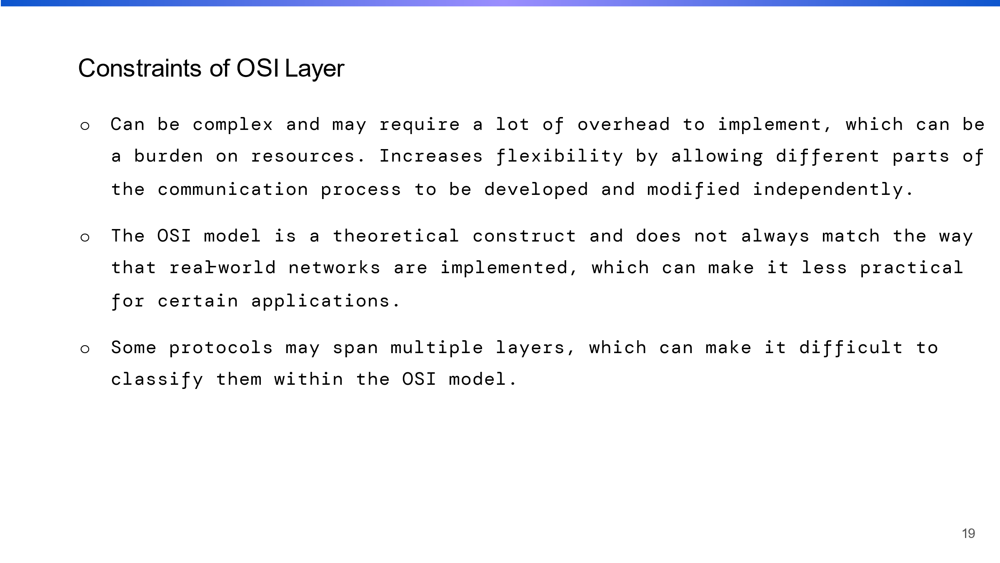 Constraints of OSI Layer
○ Can be complex and may require a lot of overhead to implement, which can be
a burden on resources. Increases flexibility by allowing different parts of
the communication process to be developed and modified independently.
○ The OSI model is a theoretical construct and does not always match the way
that real-world networks are implemented, which can make it less practical
for certain applications.
○ Some protocols may span multiple layers, which can make it difficult to
classify them within the OSI model.
19